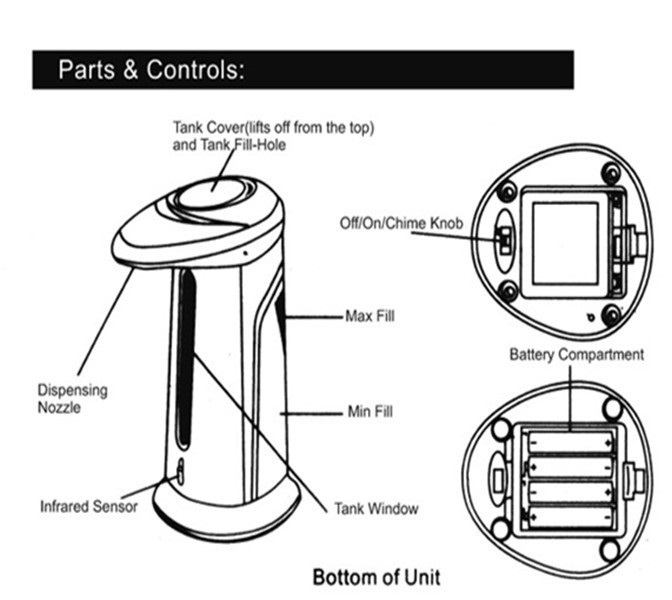 Parts & Controls:
Tank Cover(lifts off from the top)
and Tank Fill-Hole
Off/On/Chime Knob
Max Fill
Battery Compartment
Dispensing
Nozzle
Min Fill
Infrared Sensor
Tank Window
Bottom of Unit